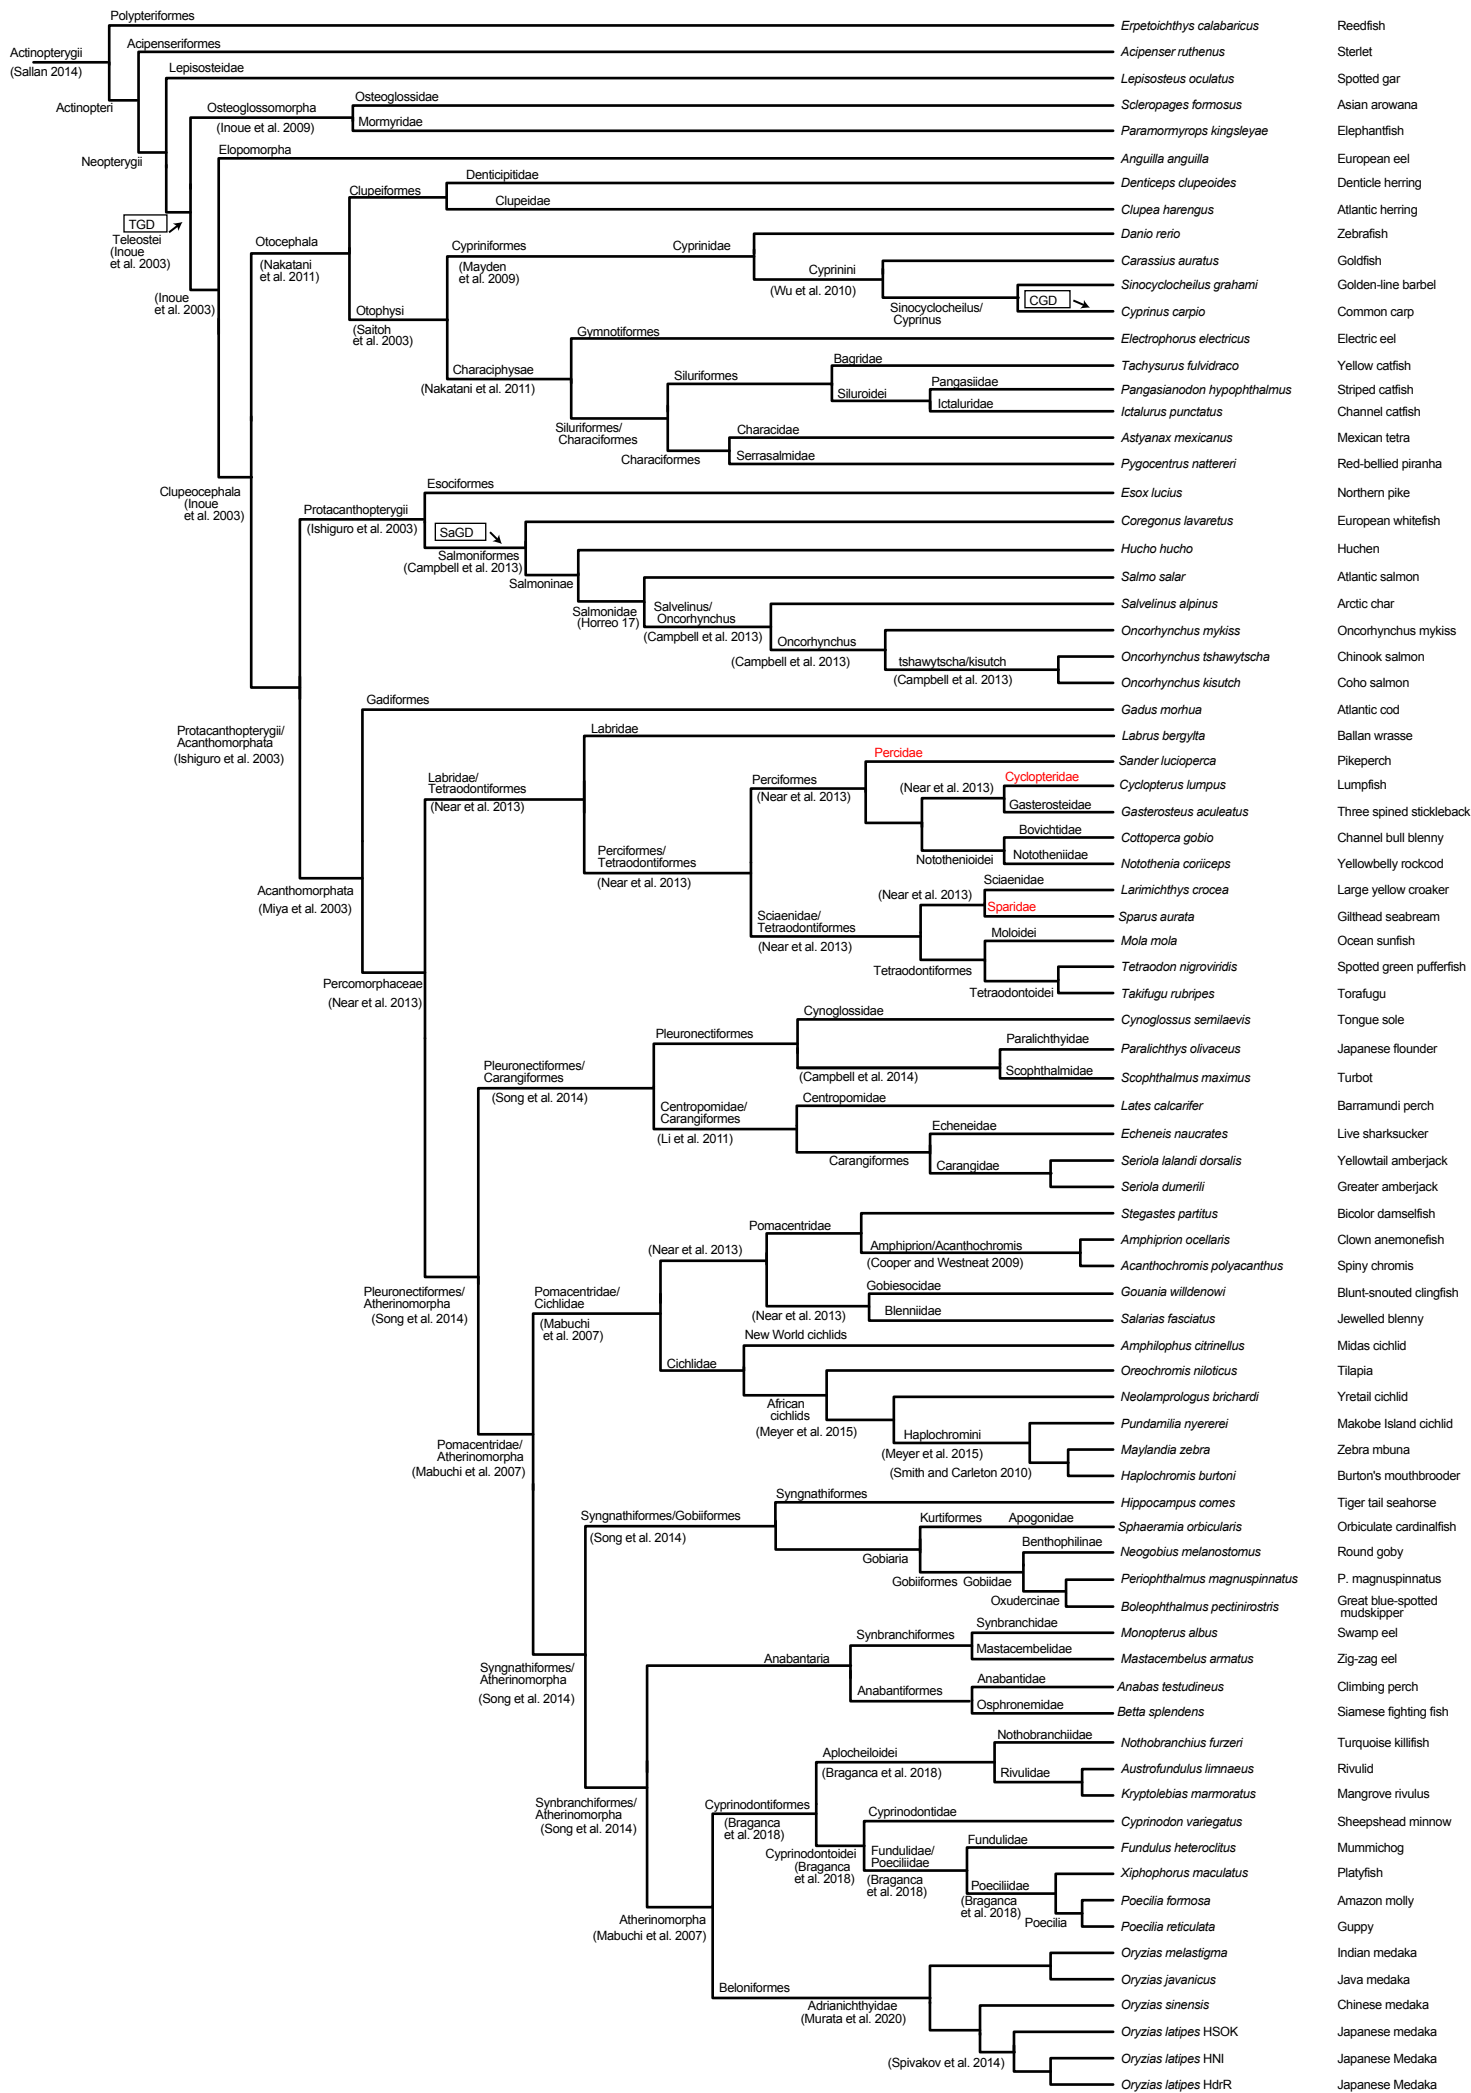 Polypteriformes
Erpetoichthys calabaricus Reedfish
Actinopterygii
(Sallan 2014)
Acipenseriformes
Acipenser ruthenus Sterlet
Lepisosteidae
Lepisosteus oculatus Spotted gar
Actinopteri
Osteoglossomorpha
(Inoue et al. 2009)
Osteoglossidae
Scleropages formosus Asian arowana
Mormyridae
Paramormyrops kingsleyae Elephantfish
Neopterygii
Elopomorpha
Anguilla anguilla European eel
TGD
Teleostei
(Inoue
et al. 2003)
(Inoue
et al. 2003)
Otocephala
(Nakatani
et al. 2011)
Clupeiformes
Denticipitidae
Denticeps clupeoides Denticle herring
Clupeidae
Clupea harengus Atlantic herring
Otophysi
(Saitoh
et al. 2003)
Cypriniformes
(Mayden
et al. 2009)
Cyprinidae
Danio rerio Zebrafish
Cyprinini
(Wu et al. 2010)
Carassius auratus Goldfish
Sinocyclocheilus/
Cyprinus
Sinocyclocheilus grahami Golden-line barbel
CGD
Cyprinus carpio Common carp
Characiphysae
(Nakatani et al. 2011)
Gymnotiformes
Electrophorus electricus Electric eel
Siluriformes/
Characiformes
Siluriformes
Bagridae
Tachysurus fulvidraco Yellow catfish
Siluroidei
Pangasiidae
Pangasianodon hypophthalmus Striped catfish
Ictaluridae
Ictalurus punctatus Channel catfish
Characiformes
Characidae
Astyanax mexicanus Mexican tetra
Serrasalmidae
Pygocentrus nattereri Red-bellied piranha
Clupeocephala
(Inoue
et al. 2003)
Protacanthopterygii
(Ishiguro et al. 2003)
Esociformes
Esox lucius Northern pike
SaGD
Salmoniformes
(Campbell et al. 2013)
Coregonus lavaretus European whitefish
Salmoninae
Hucho hucho Huchen
Salmonidae
(Horreo 17)
Salmo salar Atlantic salmon
Salvelinus/
Oncorhynchus
(Campbell et al. 2013)
Salvelinus alpinus Arctic char
Oncorhynchus
(Campbell et al. 2013)
Oncorhynchus mykiss Oncorhynchus mykiss
tshawytscha/kisutch
(Campbell et al. 2013)
Oncorhynchus tshawytscha Chinook salmon
Oncorhynchus kisutch Coho salmon
Protacanthopterygii/
Acanthomorphata
(Ishiguro et al. 2003)
Gadiformes
Gadus morhua Atlantic cod
Acanthomorphata
(Miya et al. 2003)
Labridae/
Tetraodontiformes
(Near et al. 2013)
Labridae
Labrus bergylta Ballan wrasse
Perciformes/
Tetraodontiformes
(Near et al. 2013)
Perciformes
(Near et al. 2013)
Percidae
Sander lucioperca Pikeperch
(Near et al. 2013)
Cyclopteridae
Cyclopterus lumpus Lumpfish
Gasterosteidae
Gasterosteus aculeatus Three spined stickleback
Notothenioidei
Bovichtidae
Cottoperca gobio Channel bull blenny
Nototheniidae
Notothenia coriiceps Yellowbelly rockcod
Sciaenidae/
Tetraodontiformes
(Near et al. 2013)
(Near et al. 2013)
Sciaenidae
Larimichthys crocea Large yellow croaker
Sparidae
Sparus aurata Gilthead seabream
Tetraodontiformes
Moloidei
Mola mola Ocean sunfish
Tetraodontoidei
Tetraodon nigroviridis Spotted green pufferfish
Takifugu rubripes Torafugu
Percomorphaceae
(Near et al. 2013)
Pleuronectiformes/
Carangiformes
(Song et al. 2014)
Pleuronectiformes
Cynoglossidae
Cynoglossus semilaevis Tongue sole
(Campbell et al. 2014)
Paralichthyidae
Paralichthys olivaceus Japanese flounder
Scophthalmidae
Scophthalmus maximus Turbot
Centropomidae/
Carangiformes
(Li et al. 2011)
Centropomidae
Lates calcarifer Barramundi perch
Carangiformes
Echeneidae
Echeneis naucrates Live sharksucker
Carangidae
Seriola lalandi dorsalis Yellowtail amberjack
Seriola dumerili Greater amberjack
Pleuronectiformes/
Atherinomorpha
(Song et al. 2014)
Pomacentridae/
Cichlidae
(Mabuchi
et al. 2007)
(Near et al. 2013)
Pomacentridae
Stegastes partitus Bicolor damselfish
Amphiprion/Acanthochromis
(Cooper and Westneat 2009)
Amphiprion ocellaris Clown anemonefish
Acanthochromis polyacanthus Spiny chromis
(Near et al. 2013)
Gobiesocidae
Gouania willdenowi Blunt-snouted clingfish
Blenniidae
Salarias fasciatus Jewelled blenny
Cichlidae
New World cichlids
Amphilophus citrinellus Midas cichlid
African
cichlids
(Meyer et al. 2015)
Oreochromis niloticus Tilapia
Neolamprologus brichardi Yretail cichlid
Haplochromini
(Meyer et al. 2015)
(Smith and Carleton 2010)
Pundamilia nyererei Makobe Island cichlid
Maylandia zebra Zebra mbuna
Haplochromis burtoni Burton's mouthbrooder
Pomacentridae/
Atherinomorpha
(Mabuchi et al. 2007)
Syngnathiformes/Gobiiformes
(Song et al. 2014)
Syngnathiformes
Hippocampus comes Tiger tail seahorse
Gobiaria
Kurtiformes Apogonidae
Sphaeramia orbicularis Orbiculate cardinalfish
Gobiiformes Gobiidae
Benthophilinae
Neogobius melanostomus Round goby
Oxudercinae
Periophthalmus magnuspinnatus P. magnuspinnatus
Boleophthalmus pectinirostris Great blue-spotted
mudskipper
Syngnathiformes/
Atherinomorpha
(Song et al. 2014)
Anabantaria
Synbranchiformes
Synbranchidae
Monopterus albus Swamp eel
Mastacembelidae
Mastacembelus armatus Zig-zag eel
Anabantiformes
Anabantidae
Anabas testudineus Climbing perch
Osphronemidae
Betta splendens Siamese fighting fish
Synbranchiformes/
Atherinomorpha
(Song et al. 2014)
Cyprinodontiformes
(Braganca
et al. 2018)
Aplocheiloidei
(Braganca et al. 2018)
Nothobranchiidae
Nothobranchius furzeri Turquoise killifish
Rivulidae
Austrofundulus limnaeus Rivulid
Kryptolebias marmoratus Mangrove rivulus
Cyprinodontoidei
(Braganca
et al. 2018)
Cyprinodontidae
Cyprinodon variegatus Sheepshead minnow
Fundulidae/
Poeciliidae
(Braganca
et al. 2018)
Fundulidae
Fundulus heteroclitus Mummichog
Poeciliidae
(Braganca
et al. 2018)
Xiphophorus maculatus Platyfish
Poecilia
Poecilia formosa Amazon molly
Poecilia reticulata Guppy
Atherinomorpha
(Mabuchi et al. 2007)
Beloniformes
Adrianichthyidae
(Murata et al. 2020)
Oryzias melastigma Indian medaka
Oryzias javanicus Java medaka
Oryzias sinensis Chinese medaka
(Spivakov et al. 2014)
Oryzias latipes HSOK Japanese medaka
Oryzias latipes HNI Japanese Medaka
Oryzias latipes HdrR Japanese Medaka